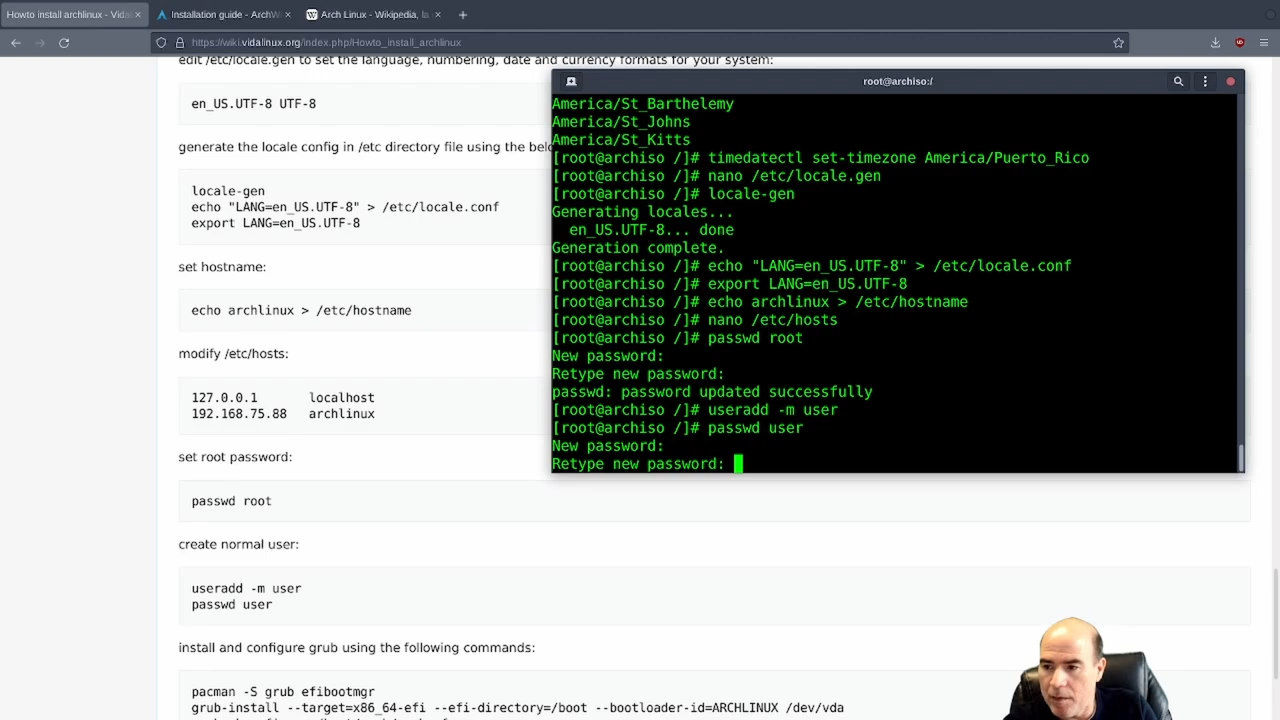 Howto install archlinux - Vidal
Installation guide - ArchW
Arch Linux - Wikipedia, la
https://wiki.vidalinux.org/index.php/Howto_install_archlinux
edit /etc/locale.gen to set the language, numbering, date and currency formats for your system:
en_US.UTF-8 UTF-8
generate the locale config in /etc directory file using the belo
locale-gen
echo "LANG=en_US.UTF-8" > /etc/locale.conf
export LANG=en_US.UTF-8
set hostname:
echo archlinux > /etc/hostname
modify /etc/hosts:
127.0.0.1 localhost
192.168.75.88 archlinux
set root password:
passwd root
create normal user:
useradd -m user
passwd user
install and configure grub using the following commands:
pacman -S grub efibootmgr
grub-install --target=x86_64-efi --efi-directory=/boot --bootloader-id=ARCHLINUX /dev/vda
root@archiso:/
America/St_Barthelemy
America/St_Johns
America/St_Kitts
[root@archiso /]# timedatectl set-timezone America/Puerto_Rico
[root@archiso /]# nano /etc/locale.gen
[root@archiso /]# locale-gen
Generating locales...
en_US.UTF-8... done
Generation complete.
[root@archiso /]# echo "LANG=en_US.UTF-8" > /etc/locale.conf
[root@archiso /]# export LANG=en_US.UTF-8
[root@archiso /]# echo archlinux > /etc/hostname
[root@archiso /]# nano /etc/hosts
[root@archiso /]# passwd root
New password:
Retype new password:
passwd: password updated successfully
[root@archiso /]# useradd -m user
[root@archiso /]# passwd user
New password:
Retype new password: